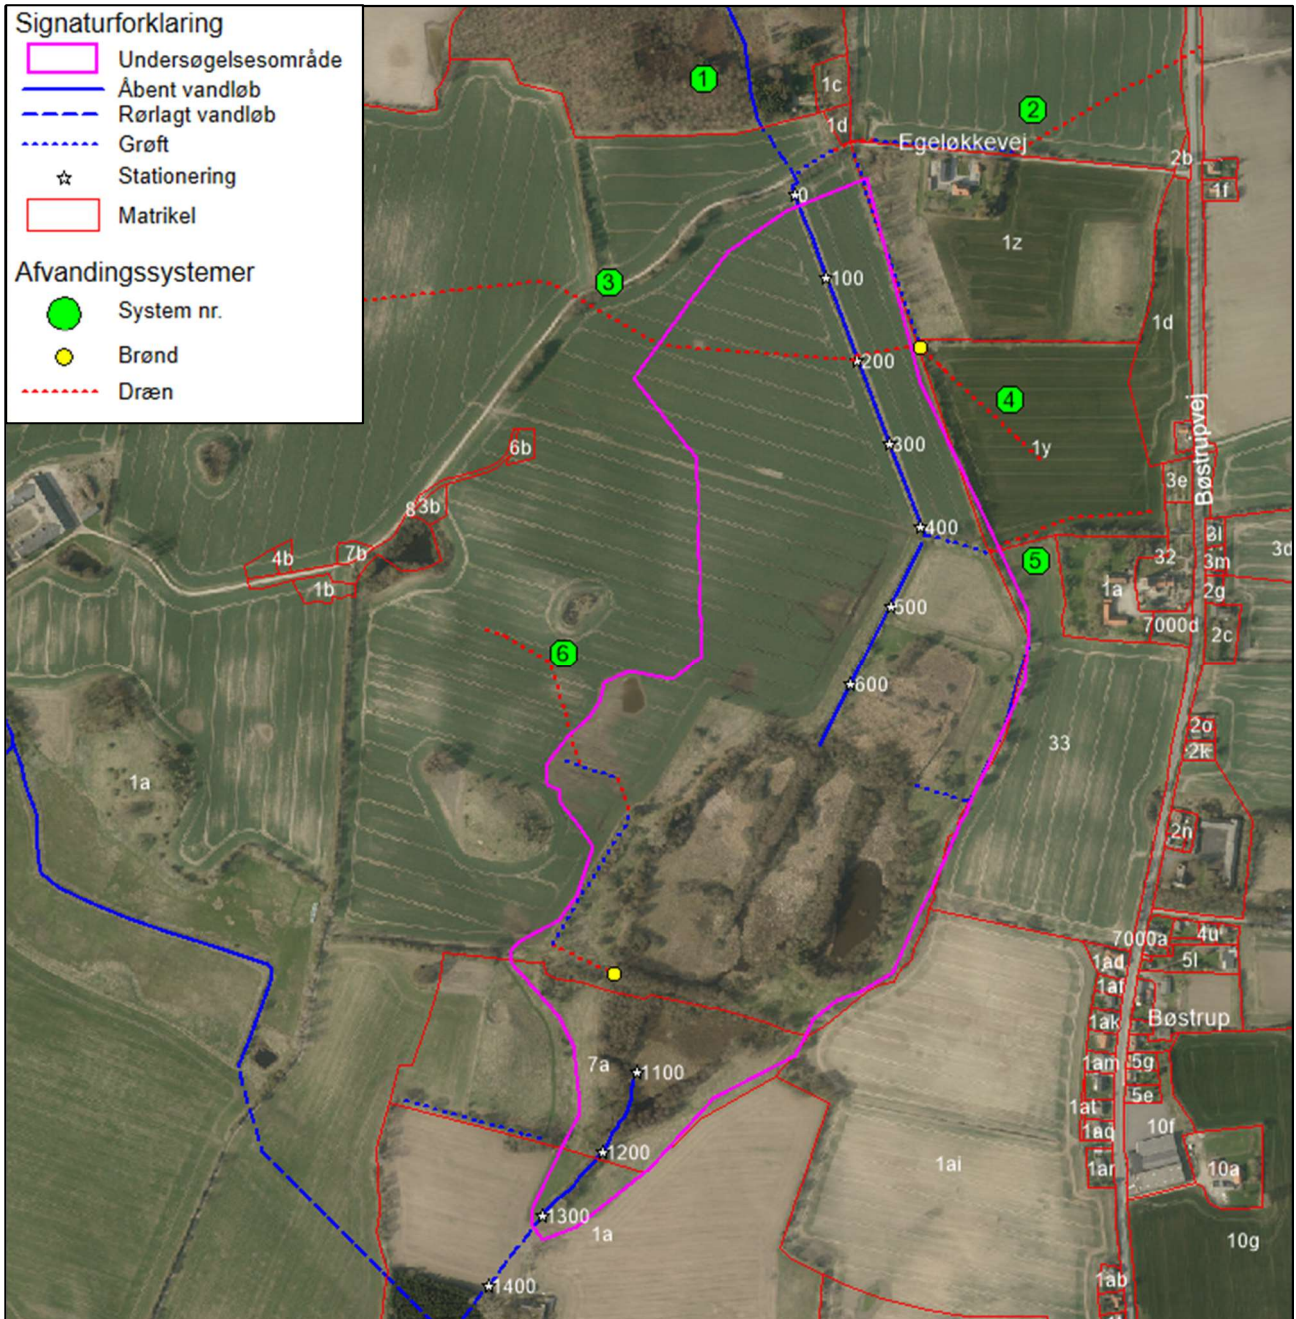 Signaturforklaring
Undersøgelsesområde
Åbent vandløb
Rørlagt vandløb
Grøft
Stationering
Matrikel
Afvandingssystemer
System nr.
Brønd
Dræn
1
1c
1d
2
Egeløkkevej
2b
1f
0
1z
3
100
1d
200
4
300
1y
Bøstrupvej
6b
3e
8
3b
400
4b
7b
1b
5
3l
32
3d
3m
1a
2g
500
7000d
2c
6
600
2o
33
2k
1a
2n
7000a
4u
1ad
5l
1af
1ak
Bøstrup
7a
1100
1am
5g
5e
1at
1200
1aq
10f
1ai
1ar
10a
1300
1a
10g
1400
1ab